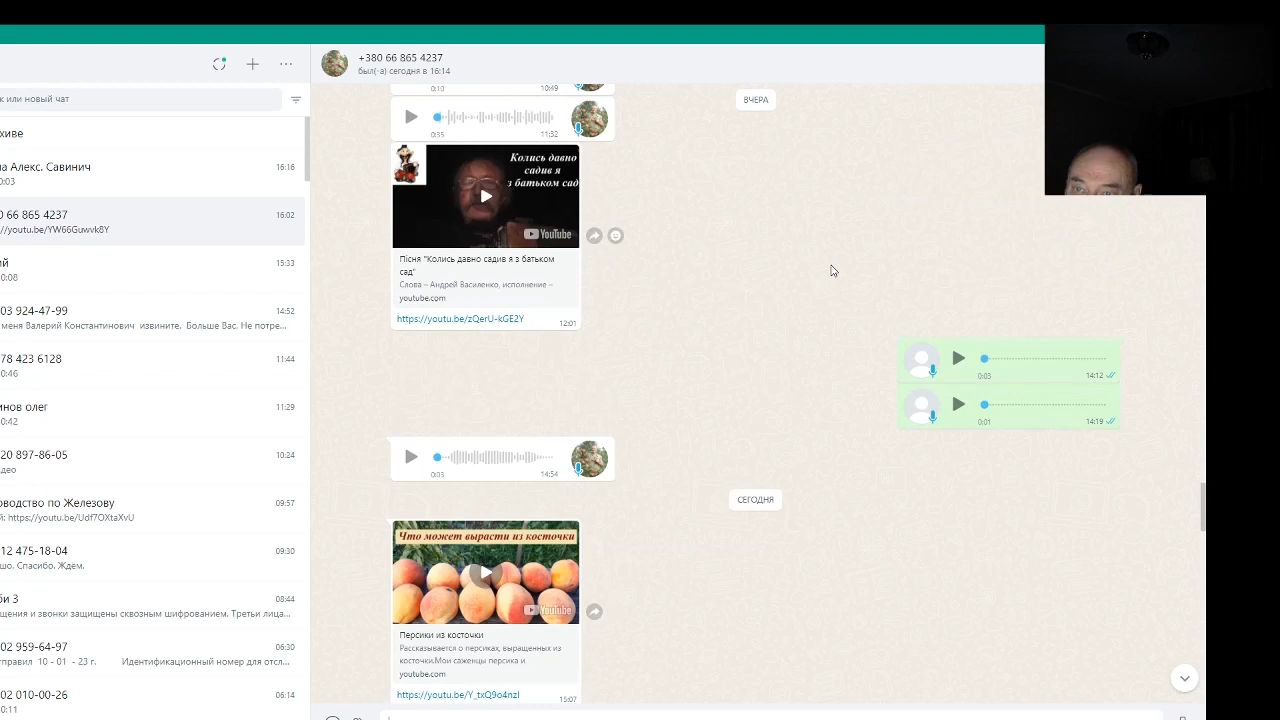 +380 66 865 4237
был(-а) сегодня в 16:14
к или новый чат
хиве
на Алекс. Савинич 16:16
0:03
0 66 865 4237 16:02
//youtu.be/YW66Guwvk8Y
ий 15:33
0:08
03 924-47-99 14:52
меня Валерий Константинович извините. Больше Вас. Не потре...
78 423 6128 11:44
0:46
инов олег 11:29
0:42
20 897-86-05 10:24
део
оводство по Железову 09:57
й: https://youtu.be/Udf7OXtaXvU
12 475-18-04 09:30
шо. Спасибо. Ждем.
би 3 08:44
щения и звонки защищены сквозным шифрованием. Третьи лица...
02 959-64-97 06:30
тправил 10 - 01 - 23 г. Идентификационный номер для отсл...
02 010-00-26 06:14
0:11
0:10 10:49
ВЧЕРА
0:35 11:32
Колись давно
садив я
з батьком сад
YouTube
Пісня "Колись давно садив я з батьком
сад"
Слова – Андрей Василенко, исполнение –
youtube.com
https://youtu.be/zQerU-kGE2Y 12:01
0:03 14:12
0:01 14:19
0:03 14:54
СЕГОДНЯ
Что может вырасти из косточки
YouTube
Персики из косточки
Рассказывается о персиках, выращенных из
косточки.Мои саженцы персика и
youtube.com
https://youtu.be/Y_txQ9o4nzI 15:07